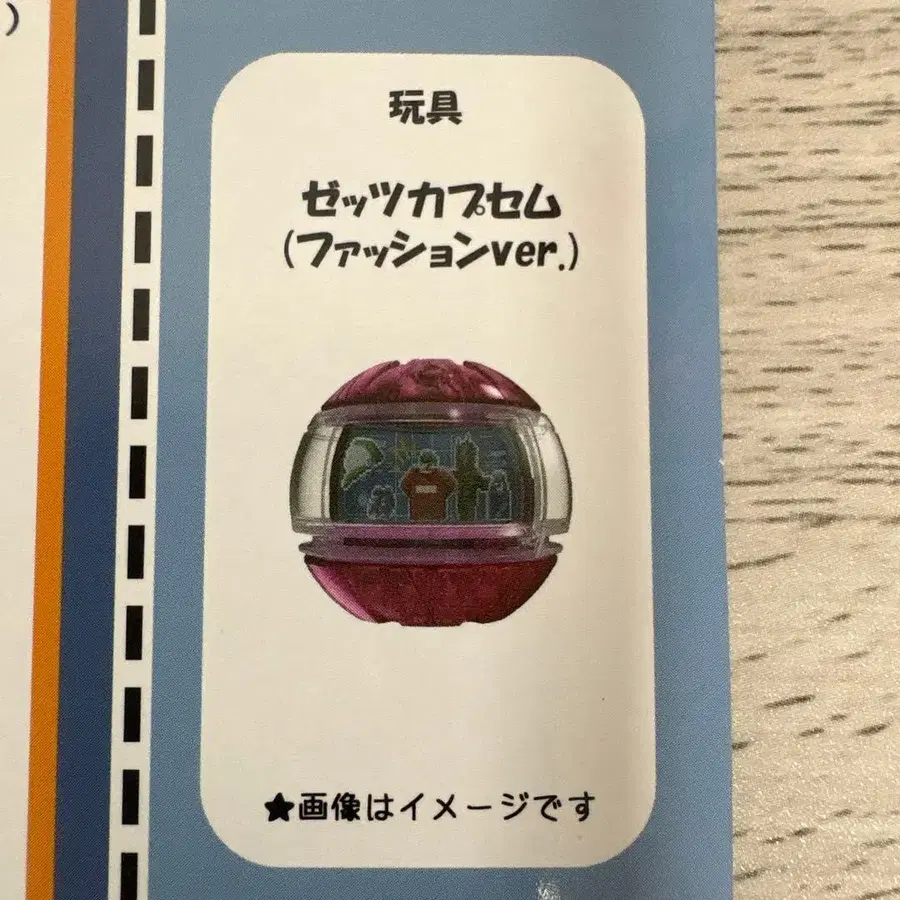 )
玩具
ゼッツカプセム
(ファッションver.)
★画像はイメージです